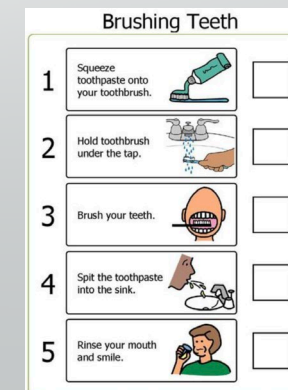 Brushing Teeth
1
Squeeze
toothpaste onto
your toothbrush.
2
Hold toothbrush
under the tap.
3
Brush your teeth.
4
Spit the toothpaste
into the sink.
5
Rinse your mouth
and smile.